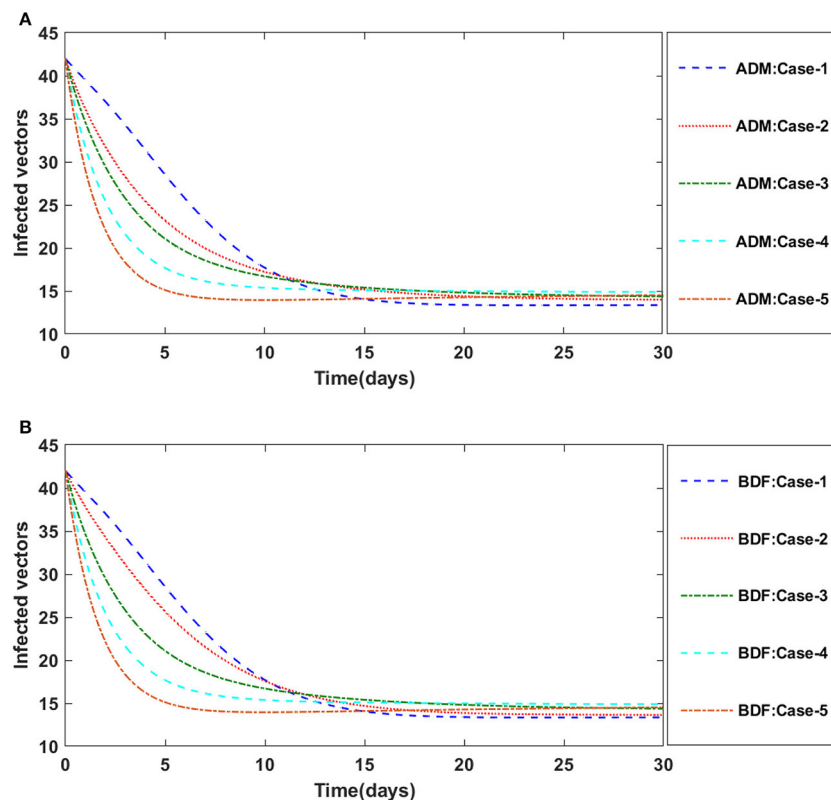 A
45
40
35
30
25
20
15
10
Infected vectors
0 5 10 15 20 25 30
Time(days)
ADM:Case-1
ADM:Case-2
ADM:Case-3
ADM:Case-4
ADM:Case-5
B
45
40
35
30
25
20
15
10
Infected vectors
0 5 10 15 20 25 30
Time(days)
BDF:Case-1
BDF:Case-2
BDF:Case-3
BDF:Case-4
BDF:Case-5